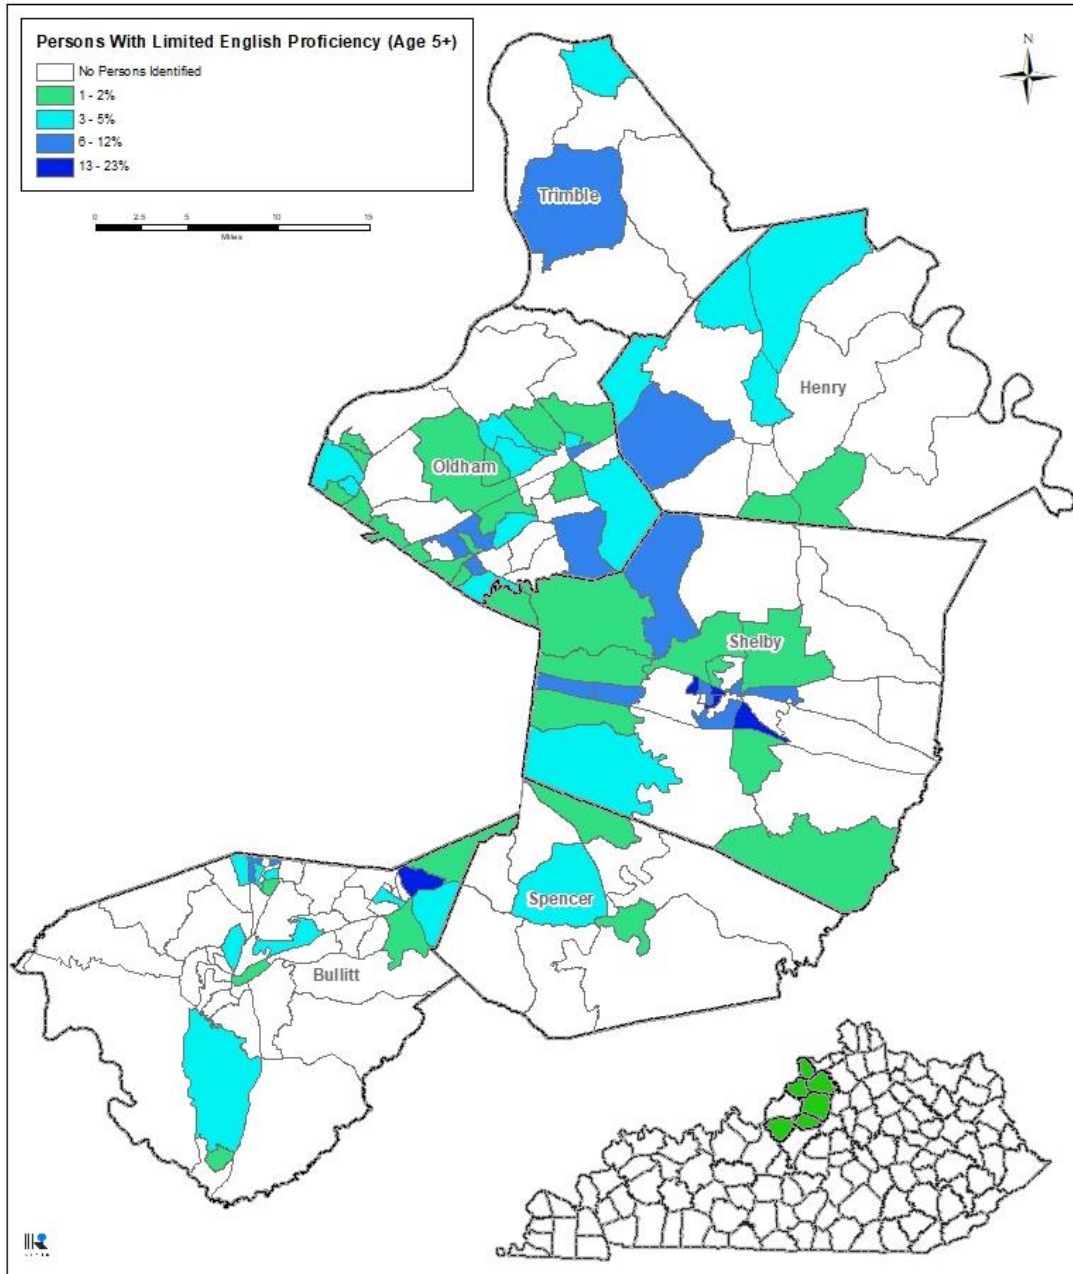 Persons With Limited English Proficiency (Age 5+)
No Persons Identified
1 - 2%
3 - 5%
6 - 12%
13 - 23%
N
0 2.5 5 10 15
Miles
Trimble
Henry
Oldham
Shelby
Spencer
Bullitt